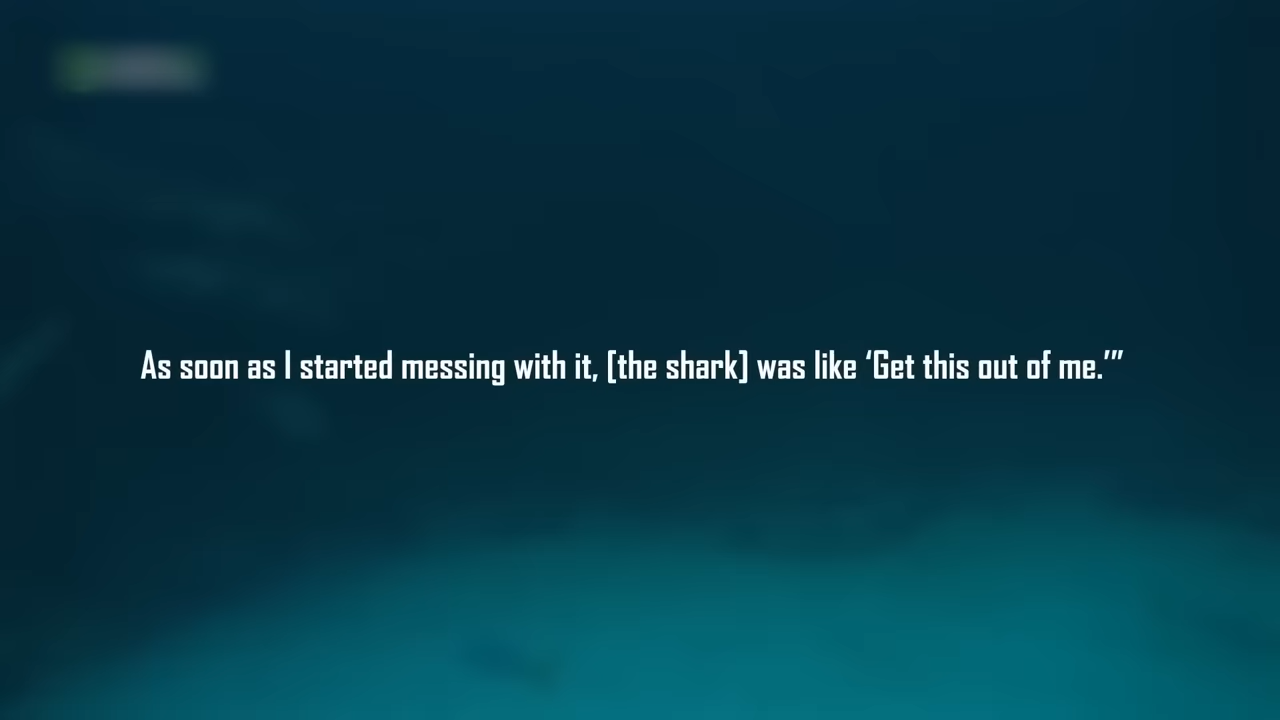 As soon as I started messing with it, [the shark] was like ‘Get this out of me.’”